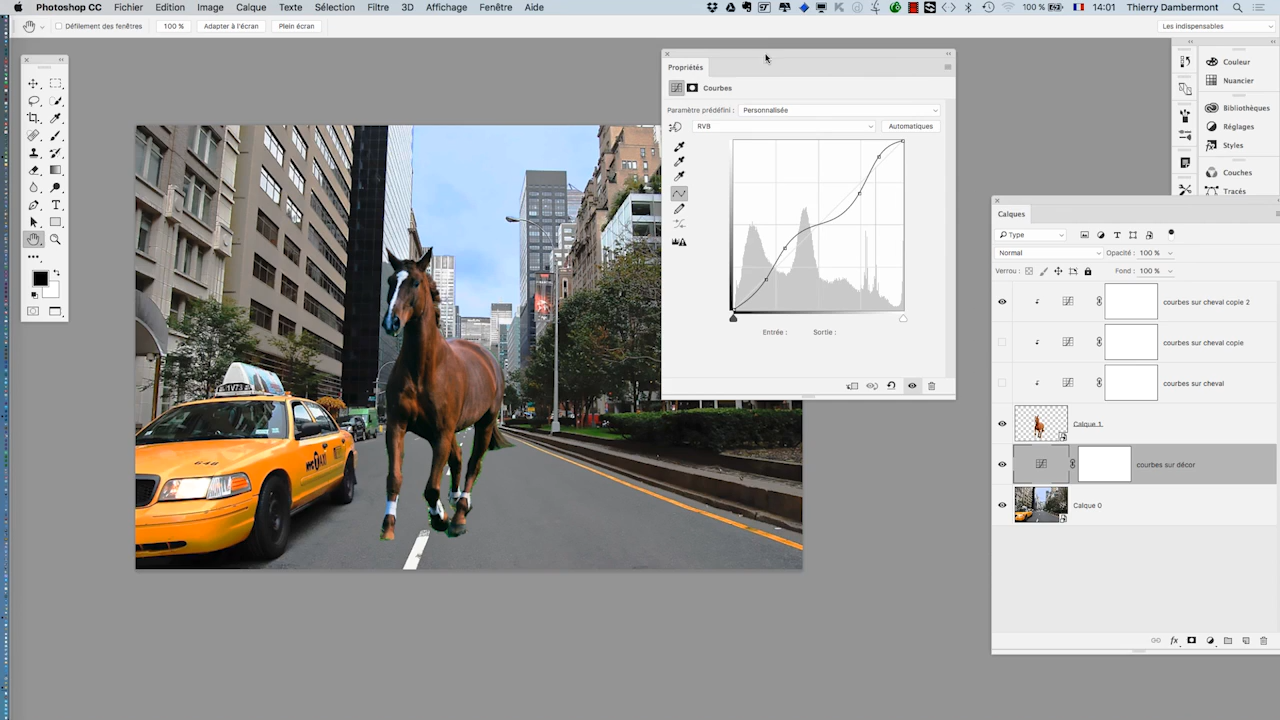 Photoshop CC Fichier Edition Image Calque Texte Sélection Filtre 3D Affichage Fenêtre Aide 100 % 14:01 Thierry Dambermont
Défilement des fenêtres 100 % Adapter à l'écran Plein écran Les indispensables
Propriétés
Courbes
Paramètre prédéfini : Personnalisée
RVB Automatiques
Entrée : Sortie :
Couleur
Nuancier
Bibliothèques
Réglages
Styles
Couches
Tracés
Calques
Type
Normal Opacité : 100 %
Verrou : Fond : 100 %
courbes sur cheval copie 2
courbes sur cheval copie
courbes sur cheval
Calque 1
courbes sur décor
Calque 0
NYC TAXI